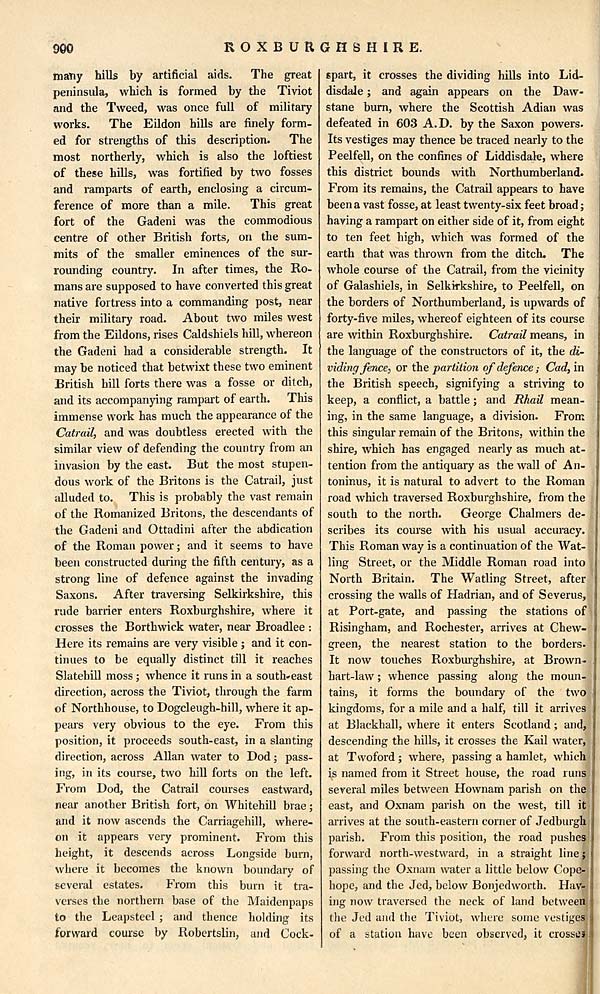 900
ROXBURGHSHIRE.
many hills by artificial aids. The great
peninsula, which is formed by the Tiviot
and the Tweed, was once full of military
works. The Eildon hills are finely form-
ed for strengths of this description. The
most northerly, which is also the loftiest
of these hills, was fortified by two fosses
and ramparts of earth, enclosing a circum-
ference of more than a mile. This great
fort of the Gadeni was the commodious
centre of other British forts, on the sum-
mits of the smaller eminences of the sur-
rounding country. In after times, the Ro-
mans are supposed to have converted this great
native fortress into a commanding post, near
their military road. About two miles west
from the Eildons, rises Caldshiels hill, whereon
the Gadeni had a considerable strength. It
may be noticed that betwixt these two eminent
British hill forts there was a fosse or ditch,
and its accompanying rampart of earth. This
immense work has much the appearance of the
Catrail, and was doubtless erected with the
similar view of defending the country from an
invasion by the east. But the most stupen-
dous work of the Britons is the Catrail, just
alluded to. This is probably the vast remain
of the Romanized Britons, the descendants of
the Gadeni and Ottadini after the abdication
of the Roman power; and it seems to have
been constructed during the fifth century, as a
strong line of defence against the invading
Saxons. After traversing Selkirkshire, this
rude barrier enters Roxburghshire, where it
crosses the Borthwick water, near Broadlee:
Here its remains are very visible; and it con-
tinues to be equally distinct till it reaches
Slatehill moss; whence it runs in a south-east
direction, across the Tiviot, through the farm
of Northhouse, to Dogcleugh-hill, where it ap-
pears very obvious to the eye. From this
position, it proceeds south-east, in a slanting
direction, across Allan water to Dod; pass-
ing, in its course, two hill forts on the left.
From Dod, the Catrail courses eastward,
near another British fort, on Whitehill brae;
and it now ascends the Carriagehill, where-
on it appears very prominent. From this
height, it descends across Longside burn,
where it becomes the known boundary of
several estates. From this burn it tra-
verses the northern base of the Maidenpaps
to the Leapsteel; and thence holding its
forward course by Robertslin, and Cock-
spart, it crosses the dividing hills into Lid-
disdale; and again appears on the Daw-
stane burn, where the Scottish Adian was
defeated in 603 A.D. by the Saxon powers.
Its vestiges may thence be traced nearly to the
Peelfell, on the confines of Liddisdale, where
this district bounds with Northumberland.
From its remains, the Catrail appears to have
been a vast fosse, at least twenty-six feet broad;
having a rampart on either side of it, from eight
to ten feet high, which was formed of the
earth that was thrown from the ditch. The
whole course of the Catrail, from the vicinity
of Galashiels, in Selkirkshire, to Peelfell, on
the borders of Northumberland, is upwards of
forty-five miles, whereof eighteen of its course
are within Roxburghshire. Catrail means, in
the language of the constructors of it, the di-
viding fence, or the partition of defence; Cad, in
the British speech, signifying a striving to
keep, a conflict, a battle; and Rhail mean-
ing, in the same language, a division. From
this singular remain of the Britons, within the
shire, which has engaged nearly as much at-
tention from the antiquary as the wall of An-
toninus, it is natural to advert to the Roman
road which traversed Roxburghshire, from the
south to the north. George Chalmers de-
scribes its course with his usual accuracy.
This Roman way is a continuation of the Wat-
ling Street, or the Middle Roman road into
North Britain. The Watling Street, after
crossing the walls of Hadrian, and of Severus,
at Port-gate, and passing the stations of
Risingham, and Rochester, arrives at Chew-
green, the nearest station to the borders.
It now touches Roxburghshire, at Brown-
hart-law; whence passing along the moun-
tains, it forms the boundary of the two
kingdoms, for a mile and a half, till it arrives
at Blackhall, where it enters Scotland; and,
descending the hills, it crosses the Kail water,
at Twoford; where, passing a hamlet, which
is named from it Street house, the road runs
several miles between Hownam parish on the
east, and Oxnam parish on the west, till it
arrives at the south-eastern corner of Jedburgh
parish. From this position, the road pushes
forward north-westward, in a straight line;
passing the Oxnam water a little below Cope-
hope, and the Jed, below Bonjedworth. Hav-
ing now traversed the neck of land between
the Jed and the Tiviot, where some vestiges
of a station have been observed, it crosses